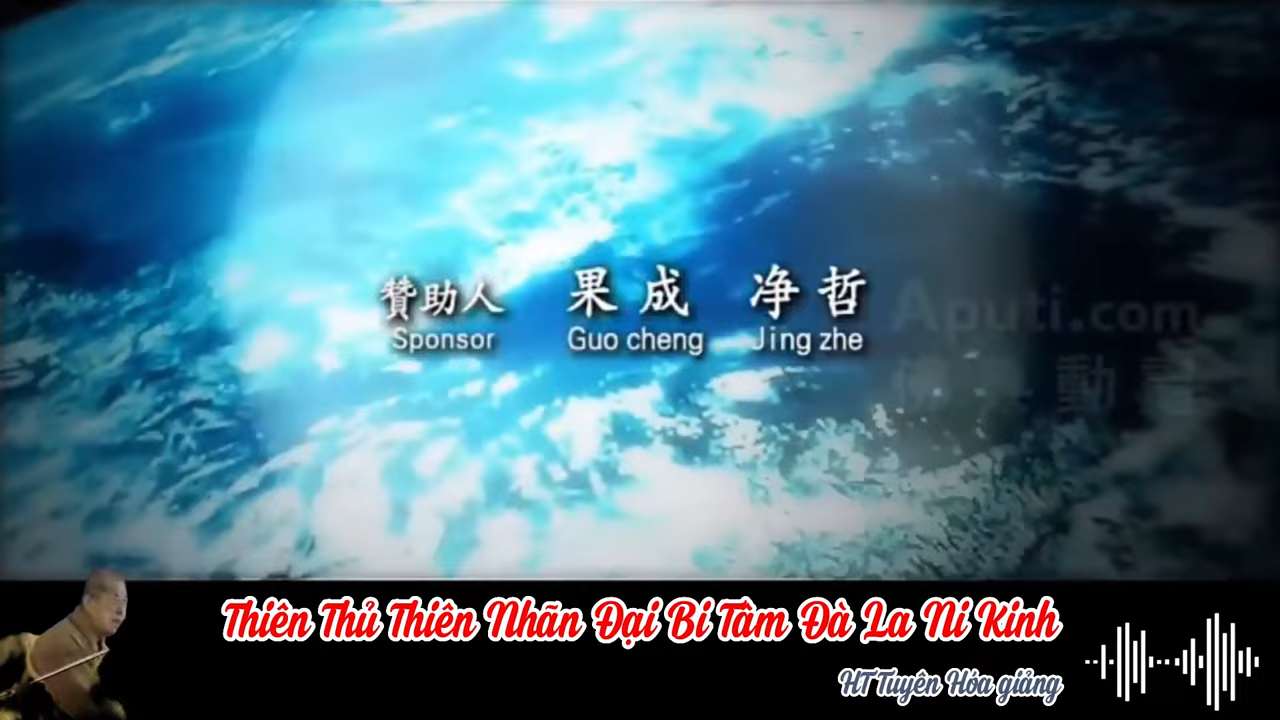 贊助人 果成 净哲
Sponsor Guo cheng Jing zhe
Aputi.com
動
Thiên Thủ Thiên Nhãn Đại Bi Tâm Đà La Ni Kinh
HT Tuyên Hóa giảng